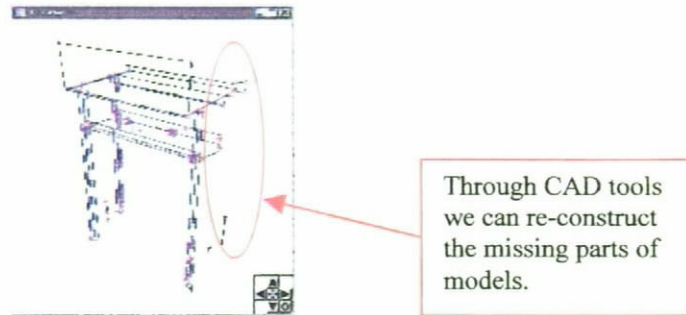 Through CAD tools
we can re-construct
the missing parts of
models.